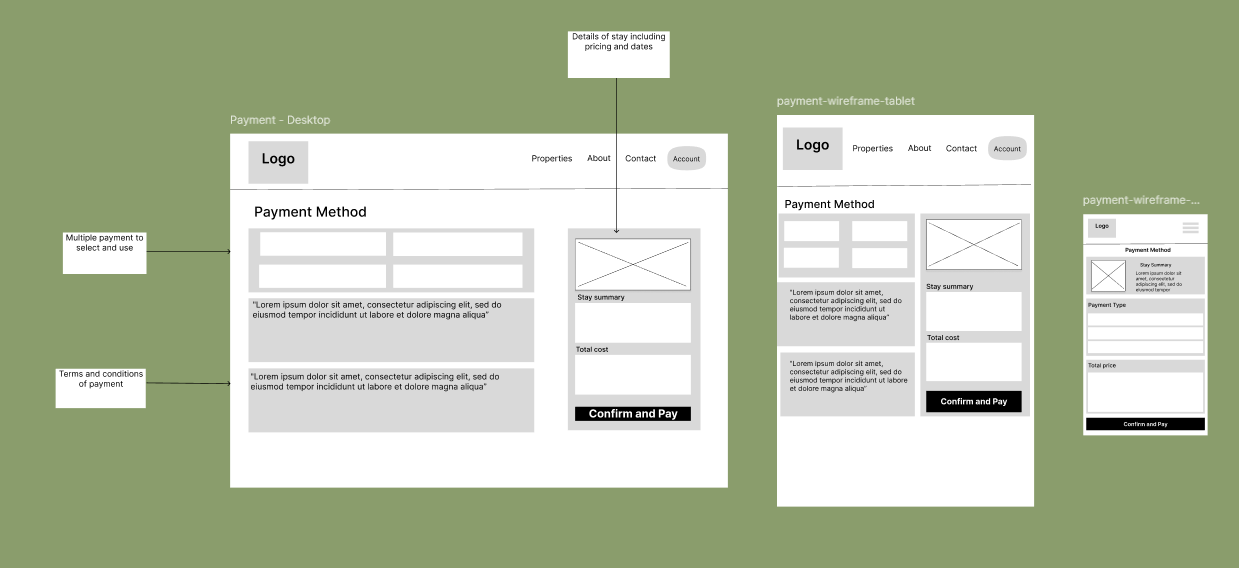 Details of stay including
pricing and dates
Payment - Desktop
Logo
Properties
About
Contact
Account
Payment Method
Multiple payment to
select and use
"Lorem ipsum dolor sit amet, consectetur adipiscing elit, sed do
eiusmod tempor incididunt ut labore et dolore magna aliqua"
Terms and conditions
of payment
"Lorem ipsum dolor sit amet, consectetur adipiscing elit, sed do
eiusmod tempor incididunt ut labore et dolore magna aliqua"
Stay summary
Total cost
Confirm and Pay
payment-wireframe-tablet
Logo
Properties
About
Contact
Account
Payment Method
"Lorem ipsum dolor sit amet,
consectetur adipiscing elit, sed do
eiusmod tempor incididunt ut
labore et dolore magna aliqua"
"Lorem ipsum dolor sit amet,
consectetur adipiscing elit, sed do
eiusmod tempor incididunt ut
labore et dolore magna aliqua"
Stay summary
Total cost
Confirm and Pay
payment-wireframe-...
Logo
Payment Method
Stay Summary
Lorem ipsum dolor sit
amet, consectetur
adipiscing elit, sed do
eiusmod tempor
Payment Type
Total price
Confirm and Pay